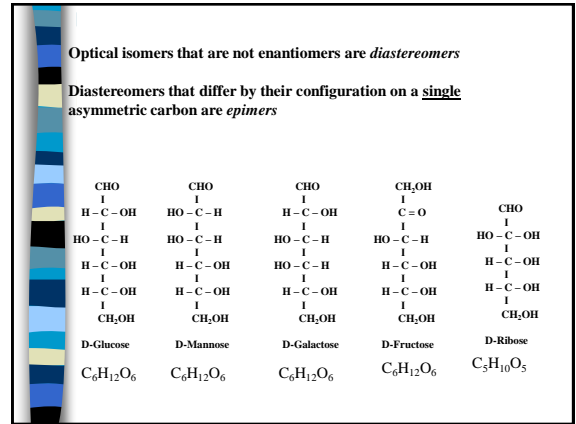 Optical isomers that are not enantiomers are diastereomers
Diastereomers that differ by their configuration on a single
asymmetric carbon are epimers
CHO
I
H – C – OH
I
HO – C – H
I
H – C – OH
I
H – C – OH
I
CH₂OH
D-Glucose
C₆H₁₂O₆
CHO
I
HO – C – H
I
HO – C – H
I
H – C – OH
I
H – C – OH
I
CH₂OH
D-Mannose
C₆H₁₂O₆
CHO
I
H – C – OH
I
HO – C – H
I
HO – C – H
I
H – C – OH
I
CH₂OH
D-Galactose
C₆H₁₂O₆
CH₂OH
I
C = O
I
HO – C – H
I
H – C – OH
I
H – C – OH
I
CH₂OH
D-Fructose
C₆H₁₂O₆
CHO
I
HO – C – OH
I
H – C – OH
I
H – C – OH
I
CH₂OH
D-Ribose
C₅H₁₀O₅